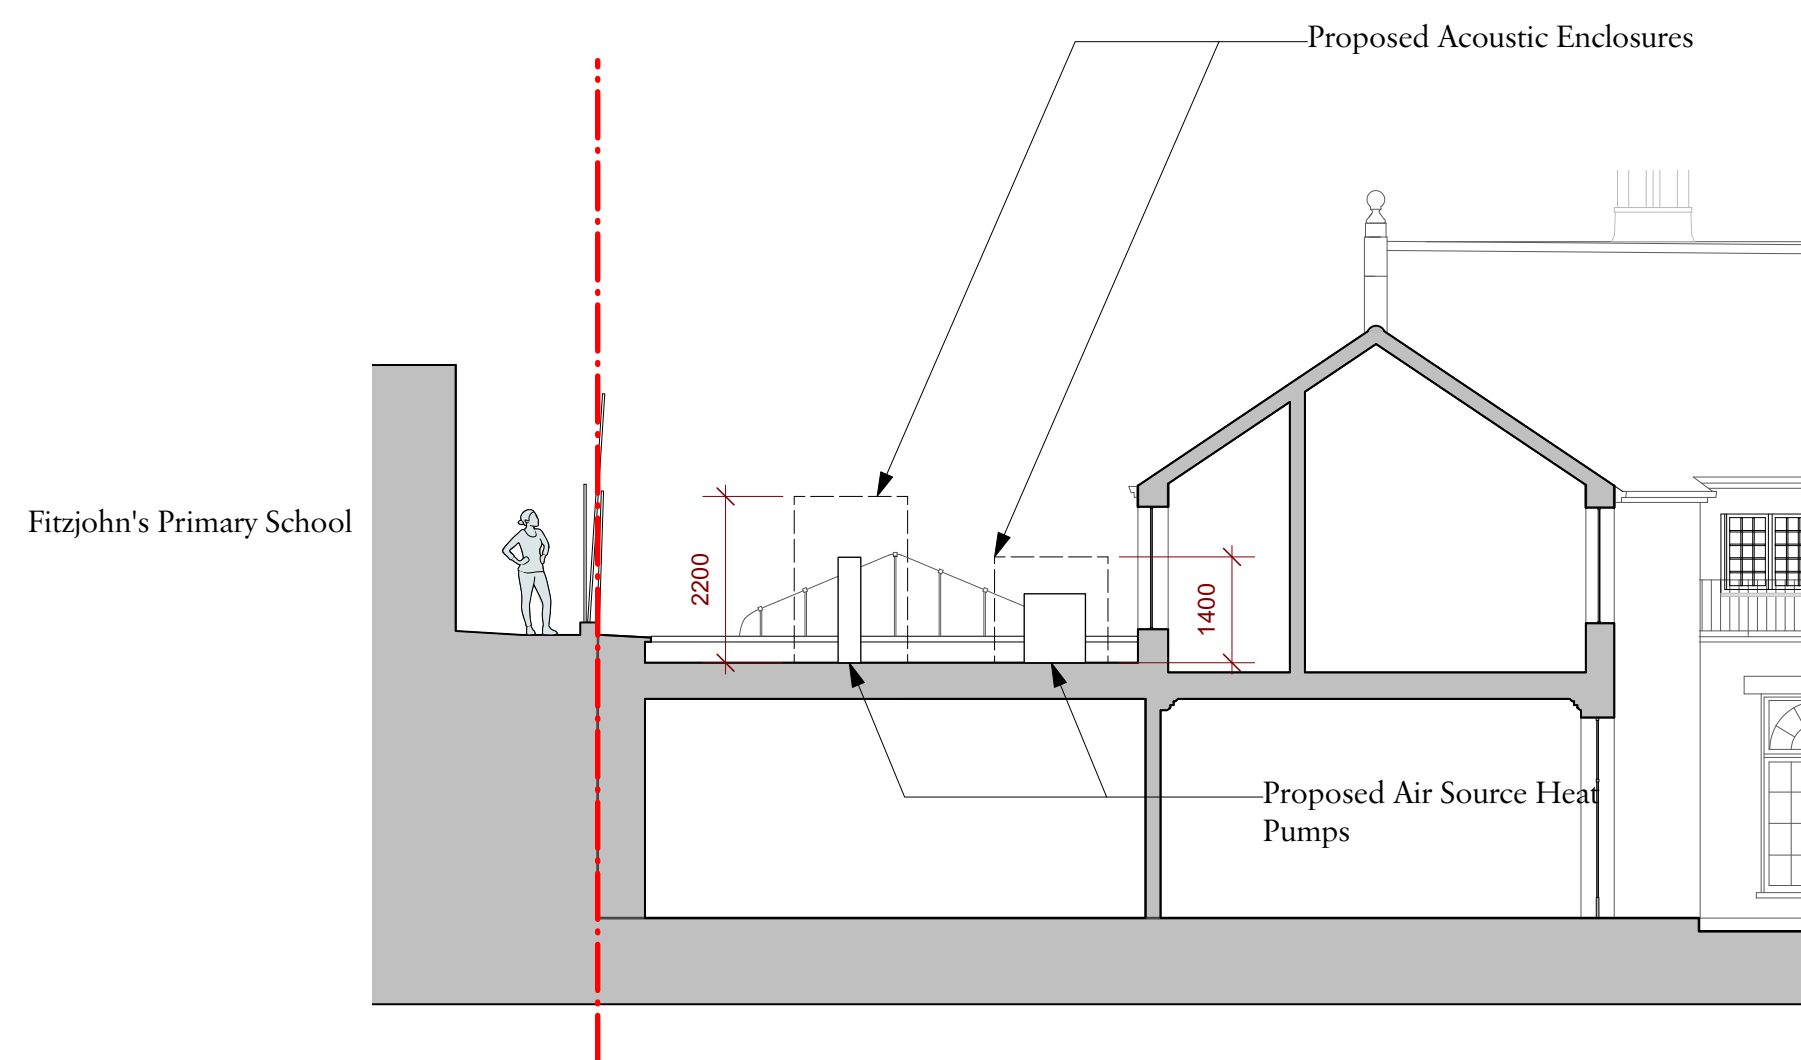 Proposed Acoustic Enclosures
Fitzjohn's Primary School
2200
1400
Proposed Air Source Heat
Pumps